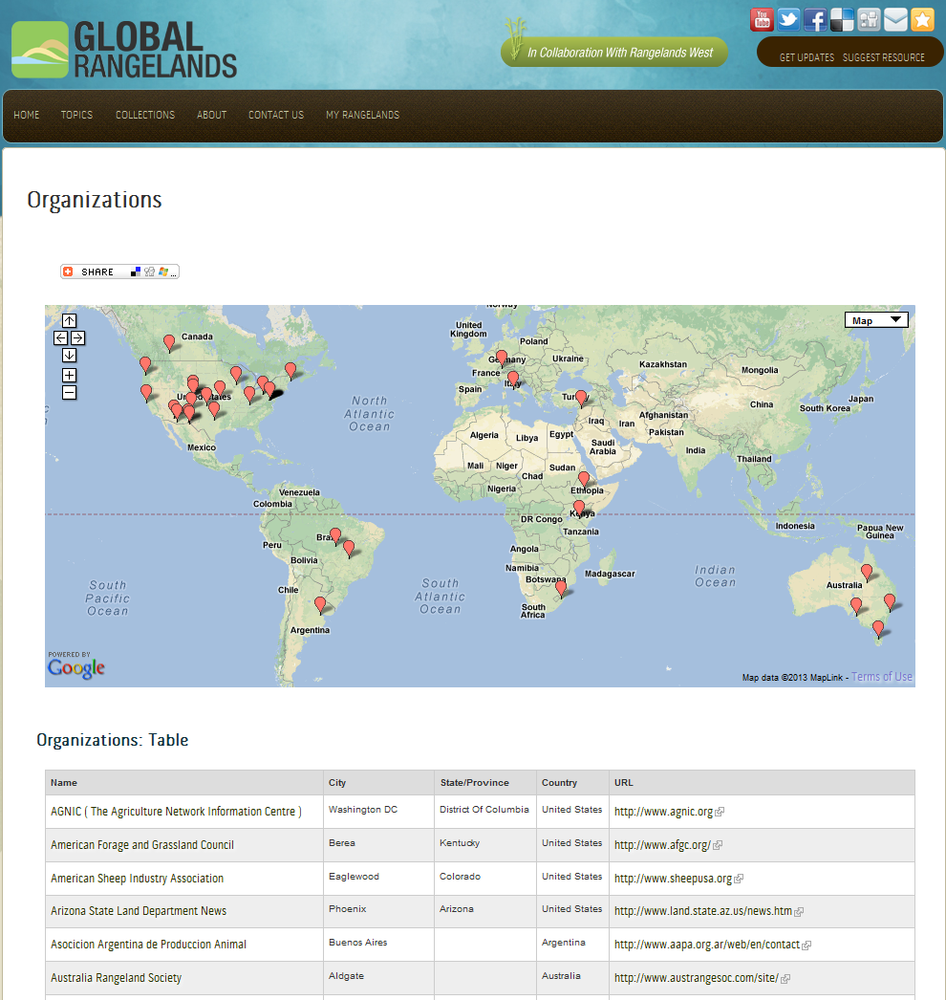 GLOBAL
RANGELANDS
In Collaboration With Rangelands West
You
Tube
GET UPDATES SUGGEST RESOURCE
HOME TOPICS COLLECTIONS ABOUT CONTACT US MY RANGELANDS
Organizations
SHARE ...
Norway
Map
United
Kingdom
Canada
Poland
Germany
Ukraine
Kazakhstan
Mongolia
France
Italy
Spain
United States
North
Atlantic
Ocean
Turkey
Japan
South Korea
China
Afghanistan
Iraq
Iran
Pakistan
Algeria
Libya
Egypt
Saudi
Arabia
India
Mexico
Thailand
Mali
Niger
Chad
Sudan
Nigeria
Ethiopia
Venezuela
Colombia
DR Congo
Kenya
Tanzania
Indonesia
Papua New
Guinea
Brazil
Peru
Bolivia
Angola
Namibia
Botswana
Madagascar
Indian
Ocean
South
Pacific
Ocean
Chile
South
Atlantic
Ocean
South
Africa
Australia
Argentina
POWERED BY
Google
Map data ©2013 MapLink - Terms of Use
Organizations: Table
Name City State/Province Country URL
AGNIC ( The Agriculture Network Information Centre ) Washington DC District Of Columbia United States http://www.agnic.org
American Forage and Grassland Council Berea Kentucky United States http://www.afgc.org/
American Sheep Industry Association Eaglewood Colorado United States http://www.sheepusa.org
Arizona State Land Department News Phoenix Arizona United States http://www.land.state.az.us/news.htm
Asocicion Argentina de Produccion Animal Buenos Aires Argentina http://www.aapa.org.ar/web/en/contact
Australia Rangeland Society Aldgate Australia http://www.austrangesoc.com/site/